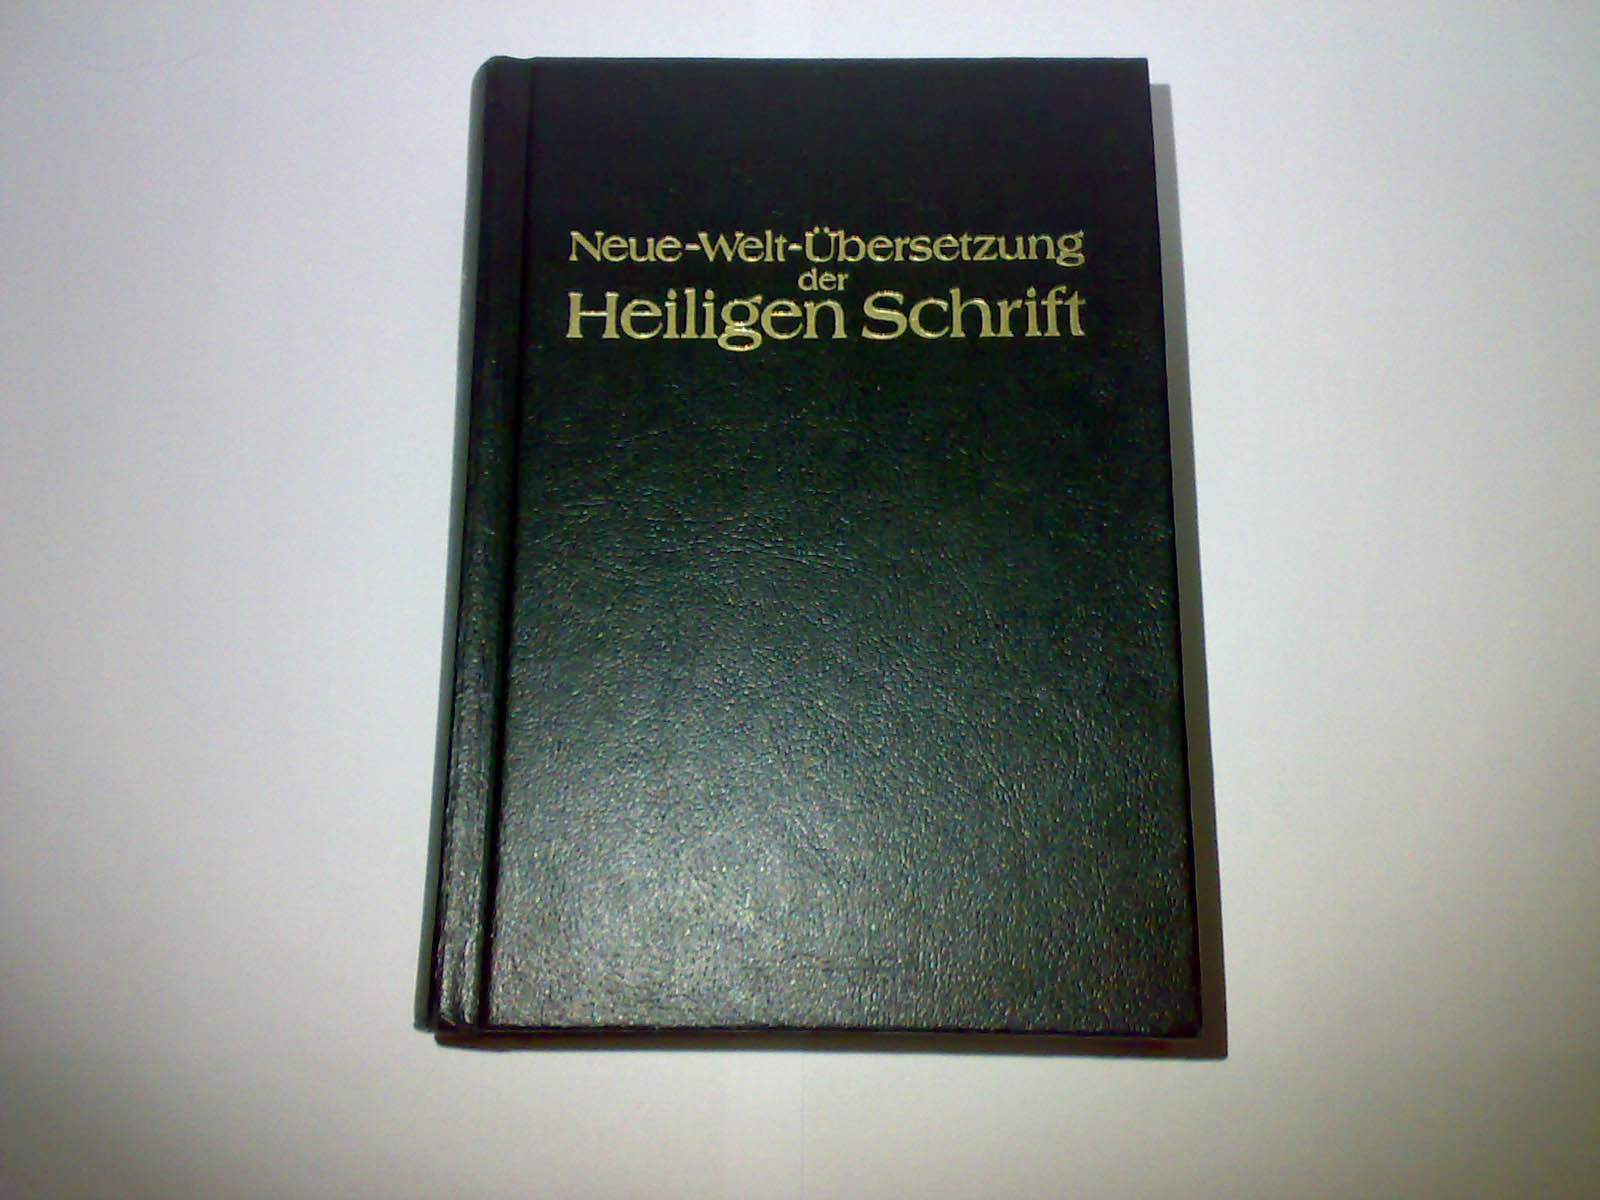 Neue-Welt-Übersetzung
der
Heiligen Schrift